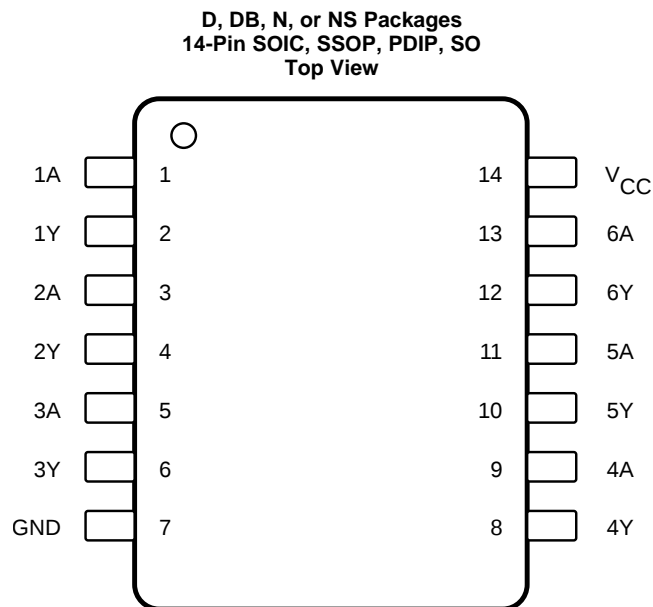 D, DB, N, or NS Packages
14-Pin SOIC, SSOP, PDIP, SO
Top View
1A 1 14 VCC
1Y 2 13 6A
2A 3 12 6Y
2Y 4 11 5A
3A 5 10 5Y
3Y 6 9 4A
GND 7 8 4Y